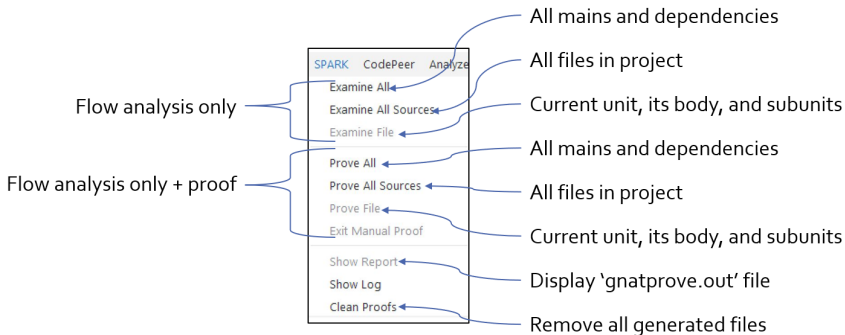 All mains and dependencies
SPARK CodePeer Analyze
All files in project
Examine All
Flow analysis only
Examine All Sources
Current unit, its body, and subunits
Examine File
All mains and dependencies
Prove All
Flow analysis only + proof
Prove All Sources
All files in project
Prove File
Exit Manual Proof
Current unit, its body, and subunits
Show Report
Display ‘gnatprove.out’ file
Show Log
Clean Proofs
Remove all generated files